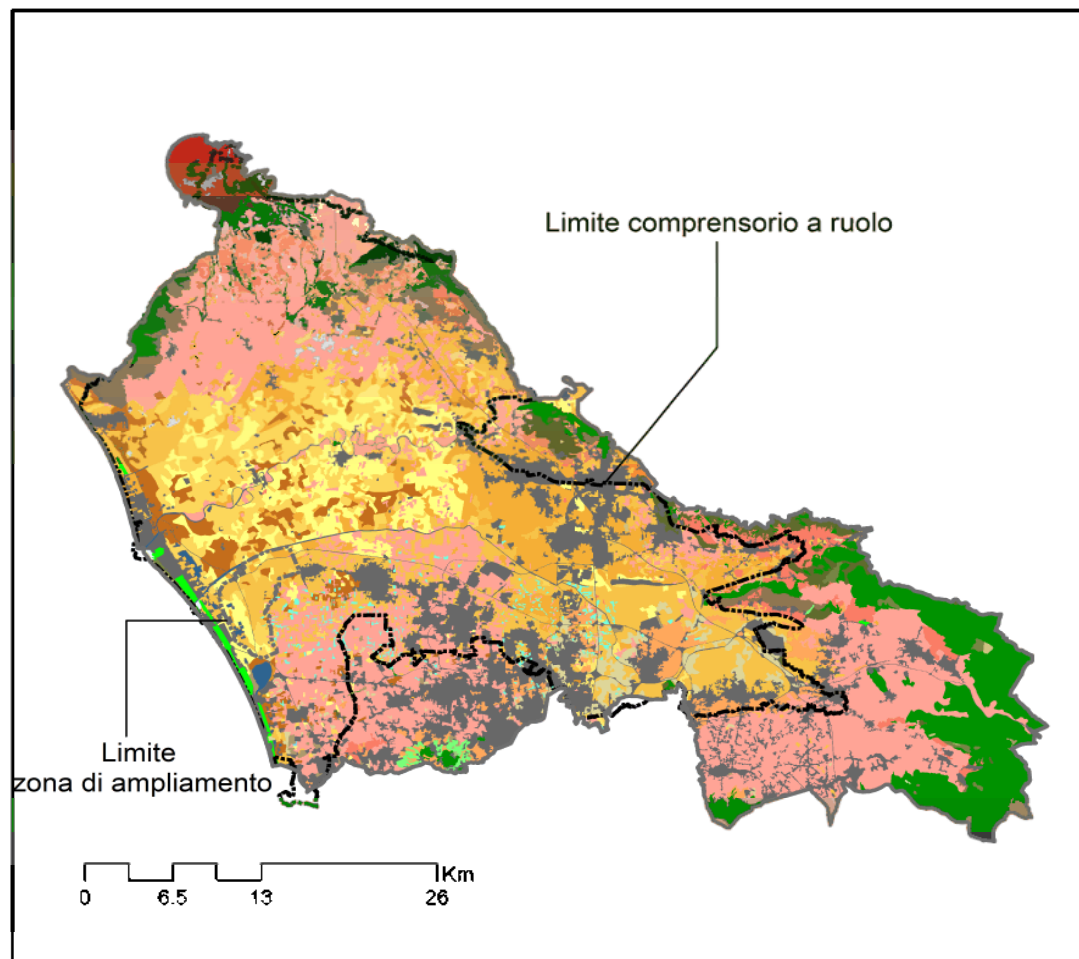 Limite comprensorio a ruolo
Limite
zona di ampliamento
Km
0 6.5 13 26